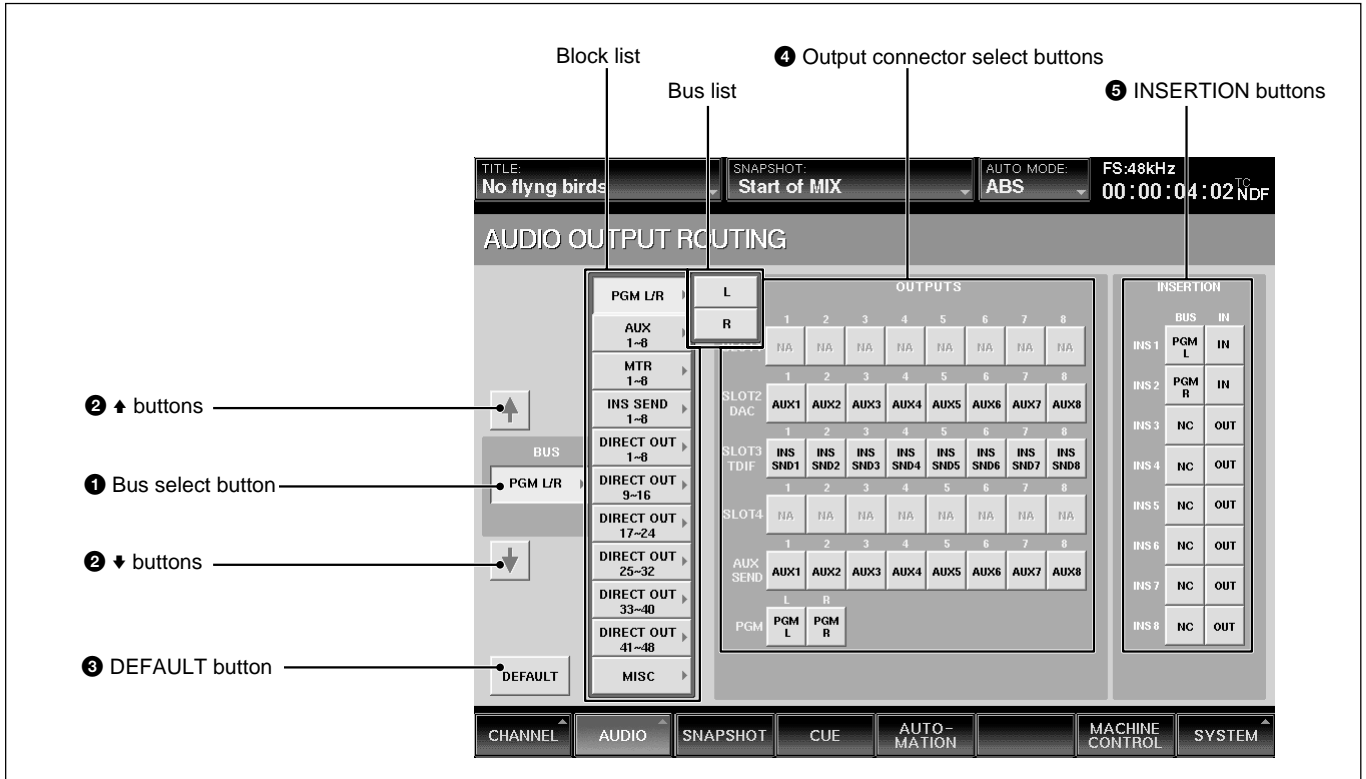 Block list
❹ Output connector select buttons
Bus list
❺ INSERTION buttons
TITLE:
No flyng birds
SNAPSHOT:
Start of MIX
AUTO MODE:
ABS
FS:48kHz
00:00:04:02 TC NDF
AUDIO OUTPUT ROUTING
❷ ↑ buttons
BUS
❶ Bus select button
PGM L/R
❷ ↓ buttons
❸ DEFAULT button
DEFAULT
PGM L/R
AUX
1~8
MTR
1~8
INS SEND
1~8
DIRECT OUT
1~8
DIRECT OUT
9~16
DIRECT OUT
17~24
DIRECT OUT
25~32
DIRECT OUT
33~40
DIRECT OUT
41~48
MISC
L
R
OUTPUTS
1 2 3 4 5 6 7 8
NA NA NA NA NA NA NA NA
1 2 3 4 5 6 7 8
SLOT2
DAC
AUX1 AUX2 AUX3 AUX4 AUX5 AUX6 AUX7 AUX8
1 2 3 4 5 6 7 8
SLOT3
TDIF
INS INS INS INS INS INS INS INS
SND1 SND2 SND3 SND4 SND5 SND6 SND7 SND8
1 2 3 4 5 6 7 8
SLOT4 NA NA NA NA NA NA NA NA
1 2 3 4 5 6 7 8
AUX
SEND
AUX1 AUX2 AUX3 AUX4 AUX5 AUX6 AUX7 AUX8
L R
PGM
PGM PGM
L R
INSERTION
BUS IN
INS 1 PGM L IN
INS 2 PGM R IN
INS 3 NC OUT
INS 4 NC OUT
INS 5 NC OUT
INS 6 NC OUT
INS 7 NC OUT
INS 8 NC OUT
CHANNEL
AUDIO
SNAPSHOT
CUE
AUTO-
MATION
MACHINE
CONTROL
SYSTEM